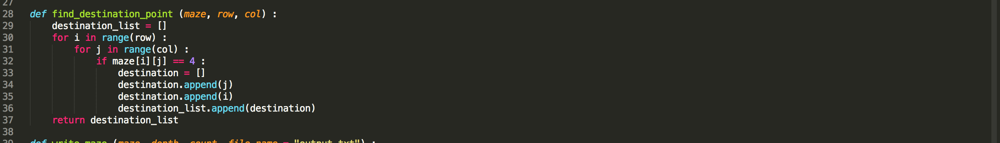 27
28 def find_destination_point (maze, row, col) :
29 destination_list = []
30 for i in range(row) :
31 for j in range(col) :
32 if maze[i][j] == 4 :
33 destination = []
34 destination.append(j)
35 destination.append(i)
36 destination_list.append(destination)
37 return destination_list
38
39 def write_maze (maze, depth, count, file_name = "output.txt") :